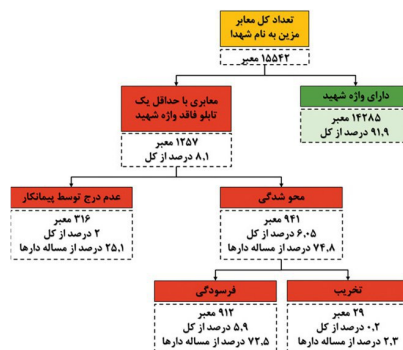 تعداد کل معابر
مزین به نام شهدا
۱۵۵۴۲ معبر
دارای واژه شهید
۱۴۲۸۵ معبر
۹۱,۹ درصد از کل
معابری با حداقل یک
تابلو فاقد واژه شهید
۱۲۵۷ معبر
۸,۱ درصد از کل
محو شدگی
۹۴۱ معبر
۶,۰۵ درصد از کل
۷۴,۸ درصد از مساله دارها
عدم درج توسط پیمانکار
۳۱۶ معبر
۲ درصد از کل
۲۵,۱ درصد از مساله دارها
تخریب
۲۹ معبر
۰,۲ درصد از کل
۲,۳ درصد از مساله دارها
فرسودگی
۹۱۲ معبر
۵,۹ درصد از کل
۷۲,۵ درصد از مساله دارها